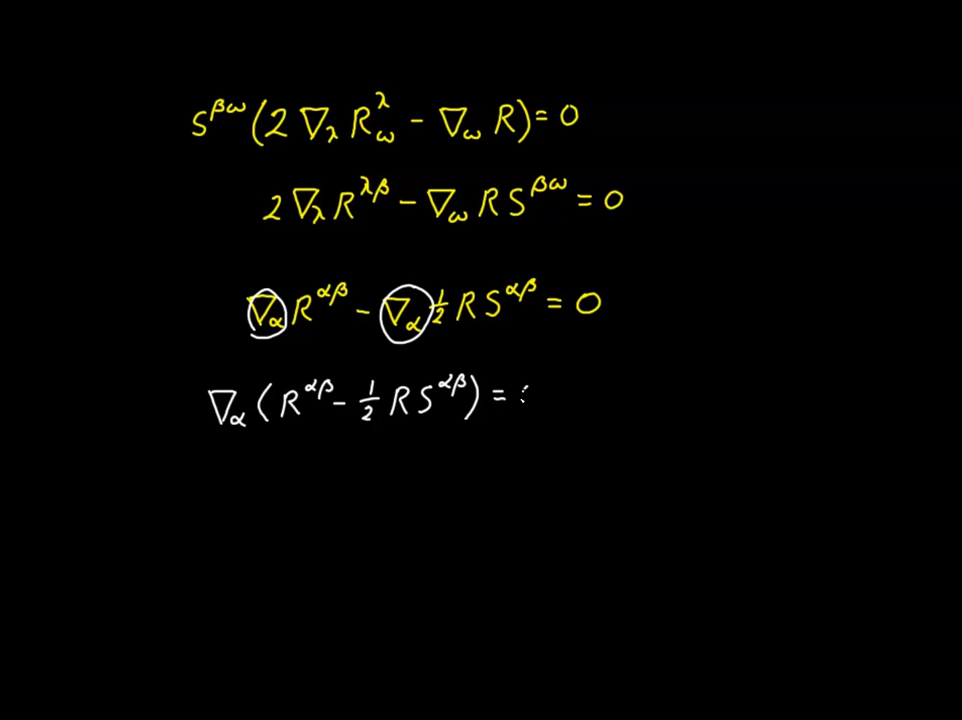 S^{βω}(2 ∇_λ R^λ_ω − ∇_ω R) = 0
2 ∇_λ R^{λβ} − ∇_ω R S^{βω} = 0
∇_α R^{αβ} − ∇_α ½ R S^{αβ} = 0
∇_α (R^{αβ} − ½ R S^{αβ}) =